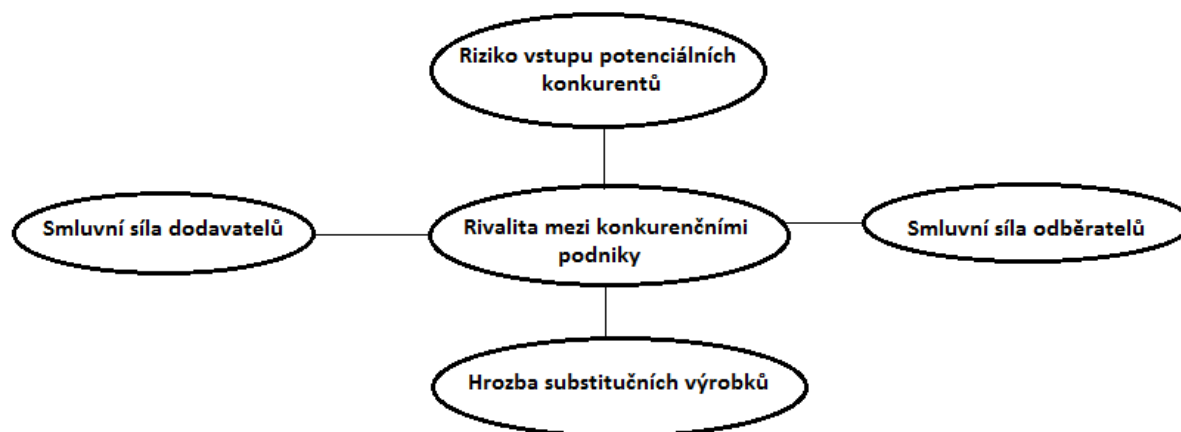 Riziko vstupu potenciálních
konkurentů
Smluvní síla dodavatelů
Rivalita mezi konkurenčními
podniky
Smluvní síla odběratelů
Hrozba substitučních výrobků